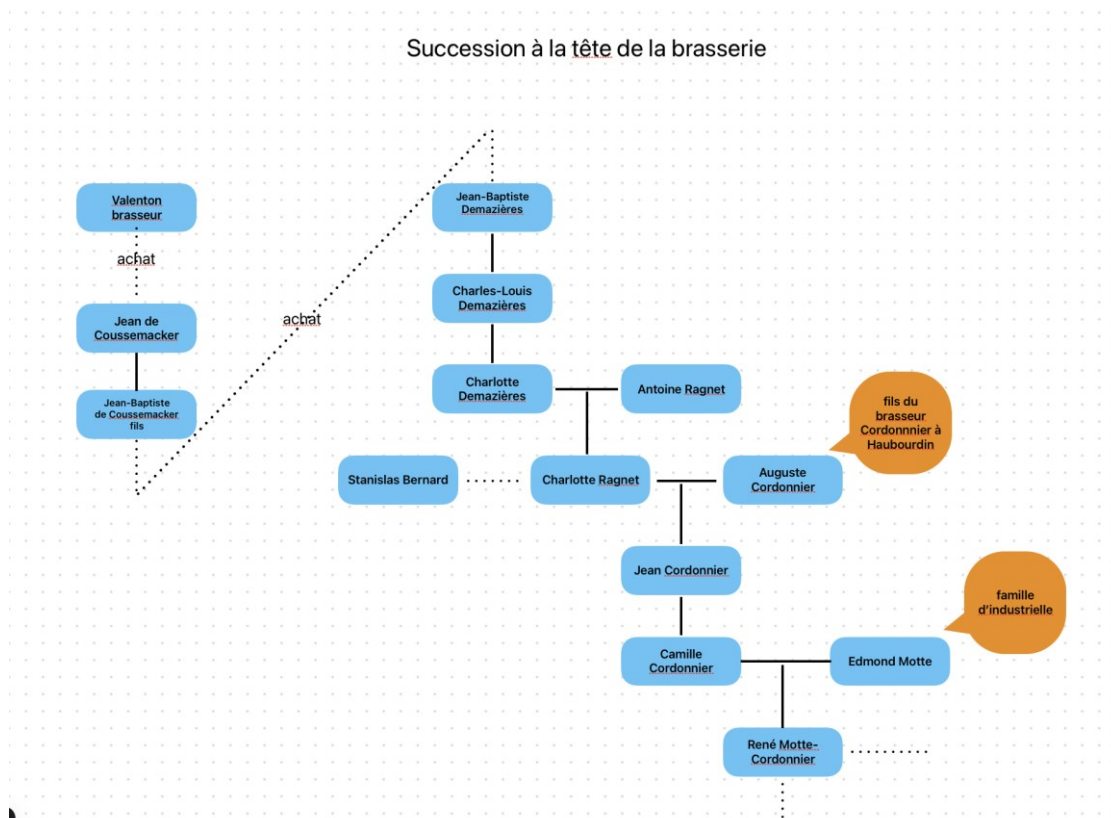 Succession à la tête de la brasserie
Valenton
brasseur
achat
Jean de
Coussemacker
Jean-Baptiste
de Coussemacker
fils
achat
Jean-Baptiste
Demazières
Charles-Louis
Demazières
Charlotte
Demazières
Antoine Ragnet
fils du
brasseur
Cordonnnier à
Haubourdin
Stanislas Bernard
Charlotte Ragnet
Auguste
Cordonnier
Jean Cordonnier
famille
d'industrielle
Camille
Cordonnier
Edmond Motte
René Motte-
Cordonnier